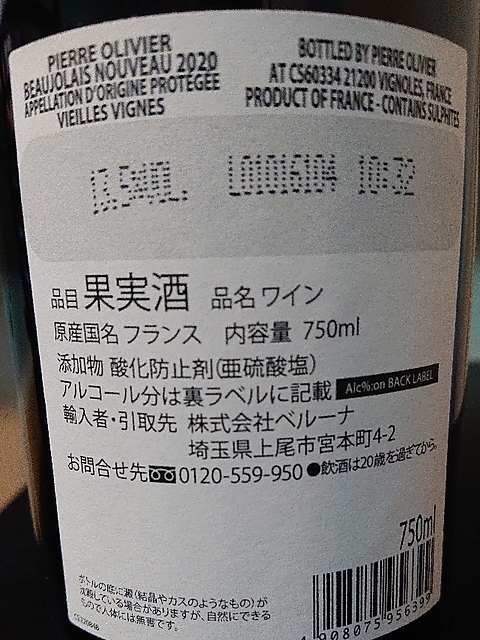 PIERRE OLIVIER
BEAUJOLAIS NOUVEAU 2020
APPELLATION D'ORIGINE PROTÉGÉE
VIEILLES VIGNES
BOTTLED BY PIERRE OLIVIER
AT CS60334 21200 VIGNOLES, FRANCE
PRODUCT OF FRANCE - CONTAINS SULPHITES
L01016104 10:32
品目 果実酒 品名 ワイン
原産国名 フランス 内容量 750ml
添加物 酸化防止剤(亜硫酸塩)
アルコール分は裏ラベルに記載 Alc%:on BACK LABEL
輸入者・引取先 株式会社ベルーナ
埼玉県上尾市宮本町4-2
お問合せ先 0120-559-950 ●飲酒は20歳を過ぎてから。
750ml
ボトルの底に澱(結晶やカスのようなもの)が
沈殿している場合がありますが、自然にできる
もので人体には無害です。
4 908075 956399